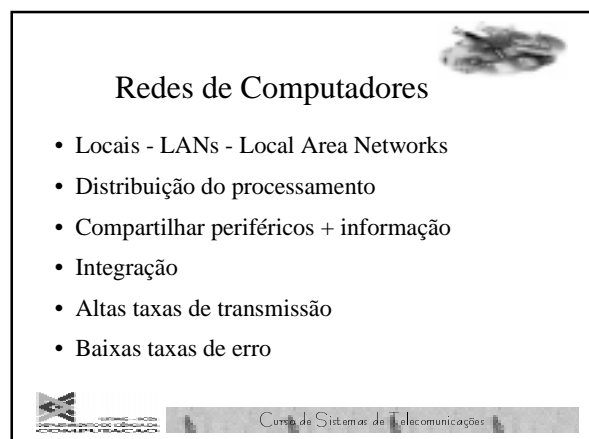 Redes de Computadores
• Locais - LANs - Local Area Networks
• Distribuição do processamento
• Compartilhar periféricos + informação
• Integração
• Altas taxas de transmissão
• Baixas taxas de erro
COMPUTACAO
Curso de Sistemas de Telecomunicações